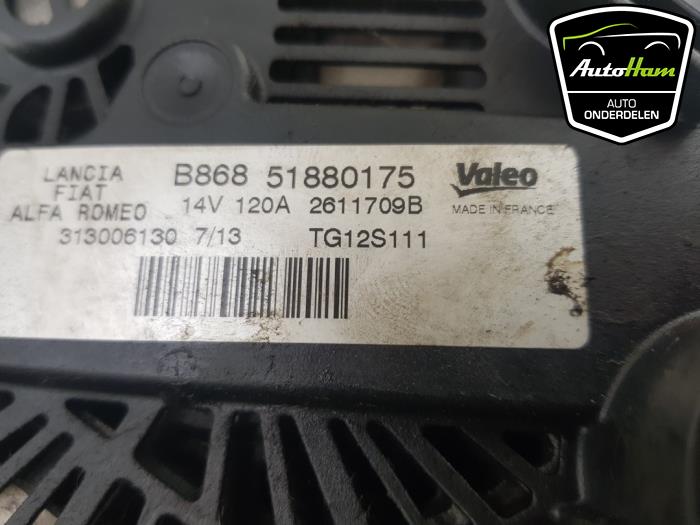 AutoHam
AUTO
ONDERDELEN
LANCIA
FIAT
ALFA ROMEO
B868 51880175
Valeo
14V 120A 2611709B
MADE IN FRANCE
313006130 7/13
TG12S111